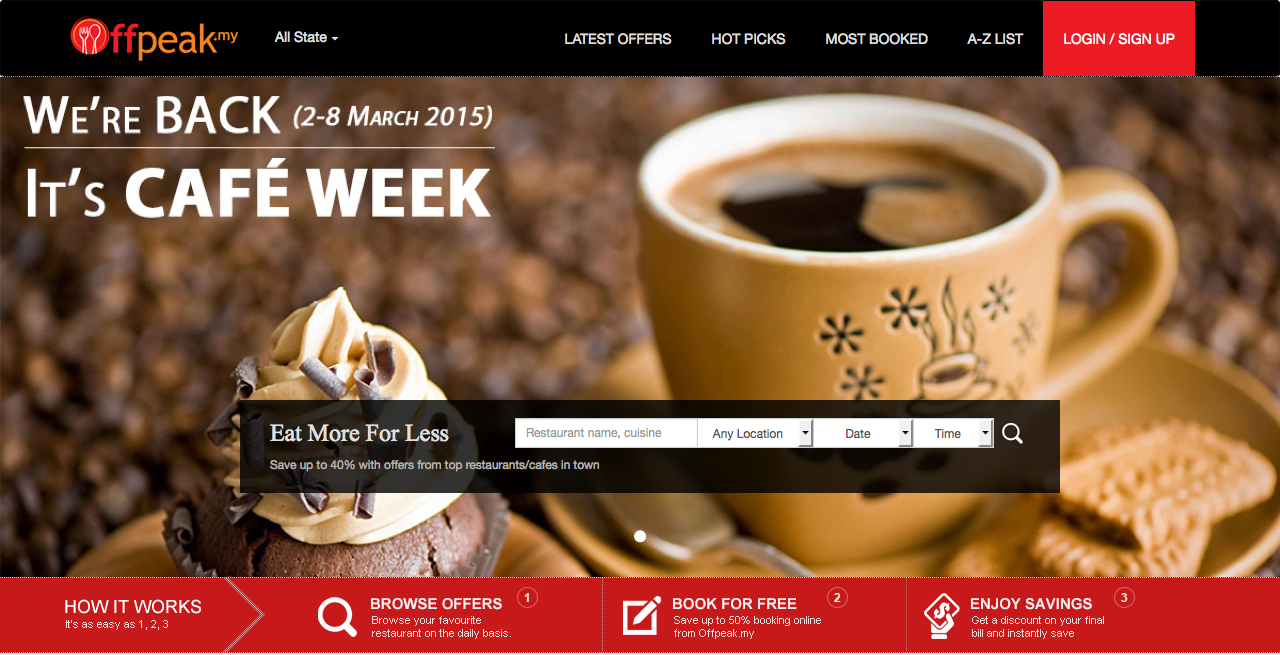 Offpeak.my
All State
LATEST OFFERS
HOT PICKS
MOST BOOKED
A-Z LIST
LOGIN / SIGN UP
WE'RE BACK (2-8 MARCH 2015)
IT'S CAFÉ WEEK
Eat More For Less
Restaurant name, cuisine
Any Location
Date
Time
Save up to 40% with offers from top restaurants/cafes in town
HOW IT WORKS
It's as easy as 1, 2, 3
BROWSE OFFERS
1
Browse your favourite
restaurant on the daily basis.
BOOK FOR FREE
2
Save up to 50% booking online
from Offpeak.my
ENJOY SAVINGS
3
Get a discount on your final
bill and instantly save